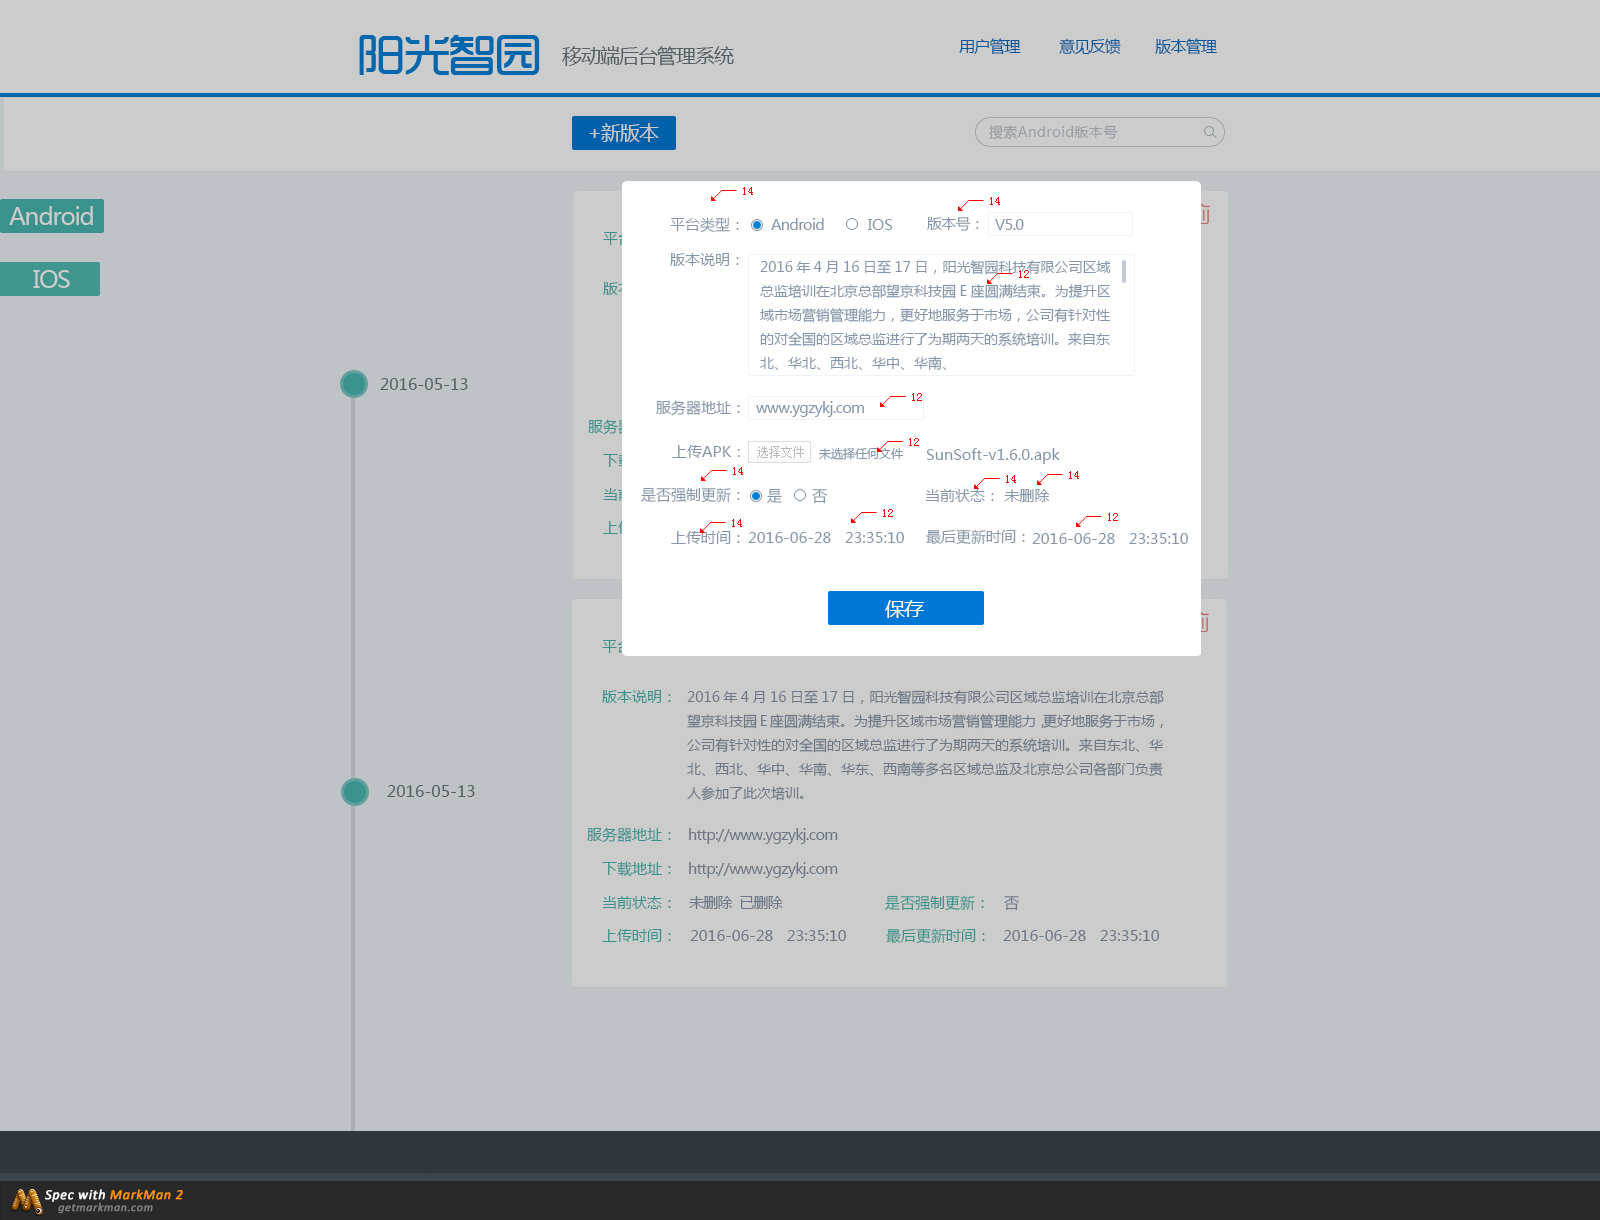 阳光智园 移动端后台管理系统 用户管理 意见反馈 版本管理
+新版本 搜索Android版本号
Android
IOS
2016-05-13
2016-05-13
平台
版本
服务器
下载
当前
上传
14
14
平台类型： Android IOS 版本号： V5.0
版本说明：
2016 年 4 月 16 日至 17 日，阳光智园科技有限公司区域
12
总监培训在北京总部望京科技园 E 座圆满结束。为提升区
域市场营销管理能力，更好地服务于市场，公司有针对性
的对全国的区域总监进行了为期两天的系统培训。来自东
北、华北、西北、华中、华南、
12
服务器地址： www.ygzykj.com
12
上传APK： 选择文件 未选择任何文件 SunSoft-v1.6.0.apk
14
14
14
是否强制更新： 是 否 当前状态： 未删除
14
12
12
上传时间： 2016-06-28 23:35:10 最后更新时间： 2016-06-28 23:35:10
保存
平台
版本说明： 2016 年 4 月 16 日至 17 日，阳光智园科技有限公司区域总监培训在北京总部
望京科技园 E 座圆满结束。为提升区域市场营销管理能力，更好地服务于市场，
公司有针对性的对全国的区域总监进行了为期两天的系统培训。来自东北、华
北、西北、华中、华南、华东、西南等多名区域总监及北京总公司各部门负责
人参加了此次培训。
服务器地址： http://www.ygzykj.com
下载地址： http://www.ygzykj.com
当前状态： 未删除 已删除 是否强制更新： 否
上传时间： 2016-06-28 23:35:10 最后更新时间： 2016-06-28 23:35:10
Spec with MarkMan 2
getmarkman.com